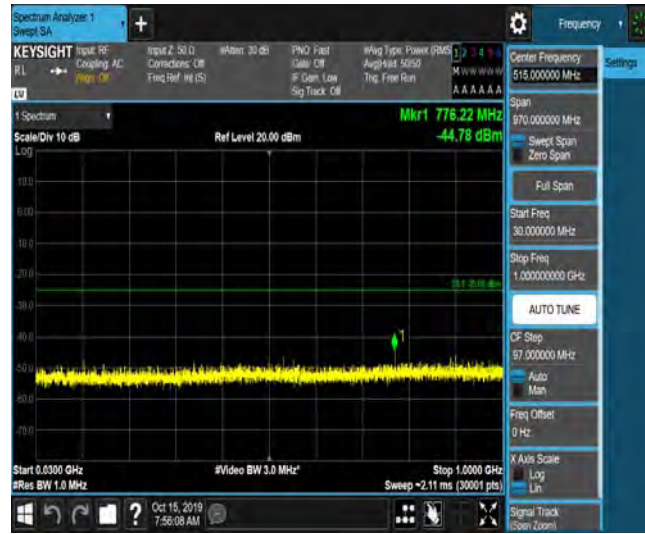 Spectrum Analyzer 1
Swept SA
+
Frequency
KEYSIGHT
Input: RF
Coupling: AC
Align: Off
Input Z: 50 Ω
Corrections: Off
Freq Ref: Int (S)
#Atten: 30 dB
PNO: Fast
Gate: Off
IF Gain: Low
Sig Track: Off
#Avg Type: Power (RMS
Avg|Hold: 50/50
Trig: Free Run
1 2 3 4 5 6
M W W W W W
A A A A A A
RL
LV
1 Spectrum
Scale/Div 10 dB
Log
Ref Level 20.00 dBm
Mkr1 776.22 MHz
-44.78 dBm
10.0
0.00
-10.0
-20.0
-30.0
-40.0
-50.0
-60.0
-70.0
1
Start 0.0300 GHz
#Res BW 1.0 MHz
#Video BW 3.0 MHz*
Stop 1.0000 GHz
Sweep ~2.11 ms (30001 pts)
?
Oct 15, 2019
7:56:08 AM
Center Frequency
515.000000 MHz
Settings
Span
970.000000 MHz
Swept Span
Zero Span
Full Span
Start Freq
30.000000 MHz
Stop Freq
1.000000000 GHz
AUTO TUNE
CF Step
97.000000 MHz
Auto
Man
Freq Offset
0 Hz
X Axis Scale
Log
Lin
Signal Track
(Span Zoom)